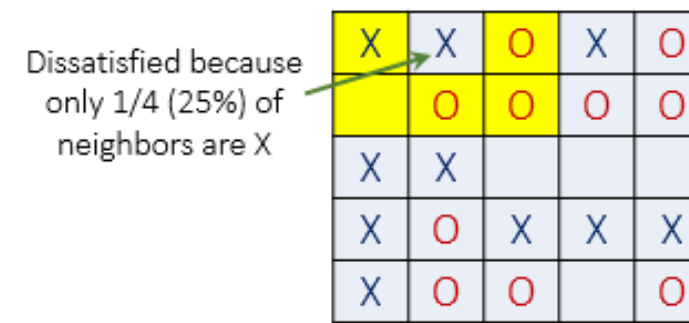 Dissatisfied because
only 1/4 (25%) of
neighbors are X
X X O X O
O O O O
X X
X O X X X
X O O O